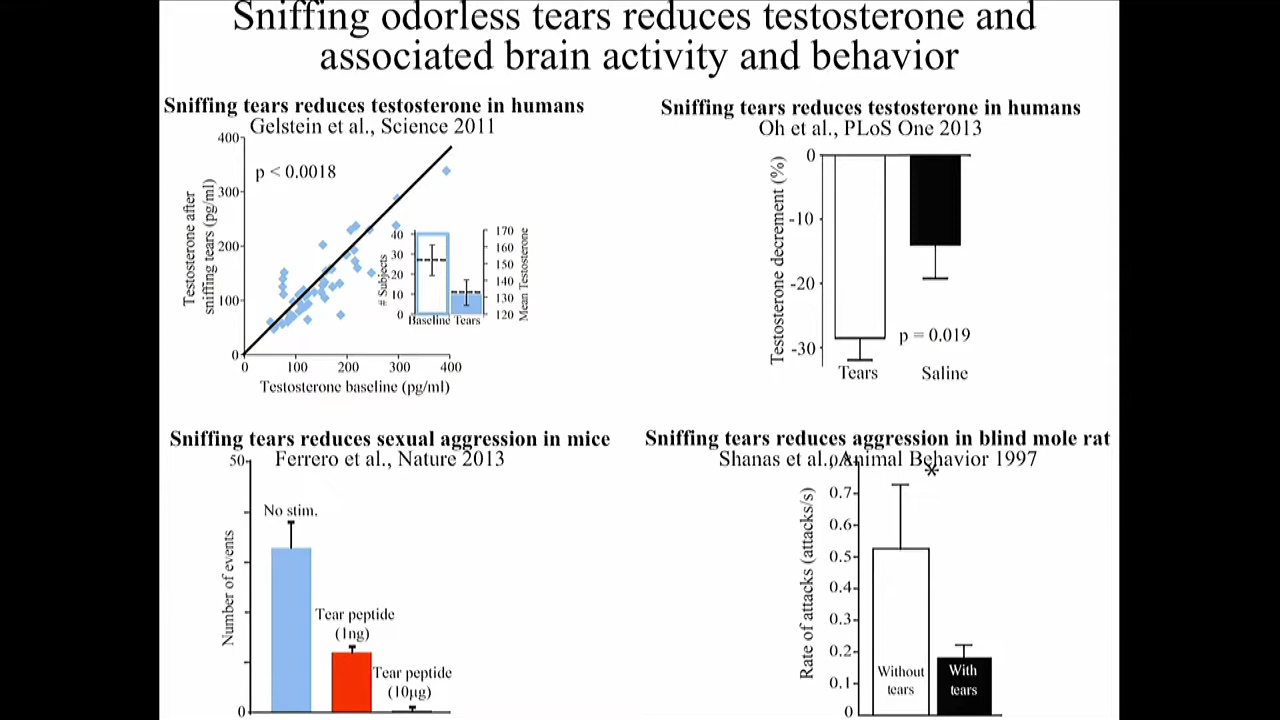 Sniffing odorless tears reduces testosterone and
associated brain activity and behavior
Sniffing tears reduces testosterone in humans
Gelstein et al., Science 2011
400
300
200
100
0
Testosterone after
sniffing tears (pg/ml)
p < 0.0018
0 100 200 300 400
Testosterone baseline (pg/ml)
40
30
20
10
0
# Subjects
170
160
150
140
130
120
Mean Testosterone
Baseline Tears
Sniffing tears reduces testosterone in humans
Oh et al., PLoS One 2013
Testosterone decrement (%)
0
-10
-20
-30
p = 0.019
Tears Saline
Sniffing tears reduces sexual aggression in mice
Ferrero et al., Nature 2013
50
0
Number of events
No stim.
Tear peptide
(1ng)
Tear peptide
(10µg)
Sniffing tears reduces aggression in blind mole rat
Shanas et al., Animal Behavior 1997
*
Rate of attacks (attacks/s)
0.7
0.6
0.5
0.4
0.3
0.2
0.1
0
Without
tears
With
tears